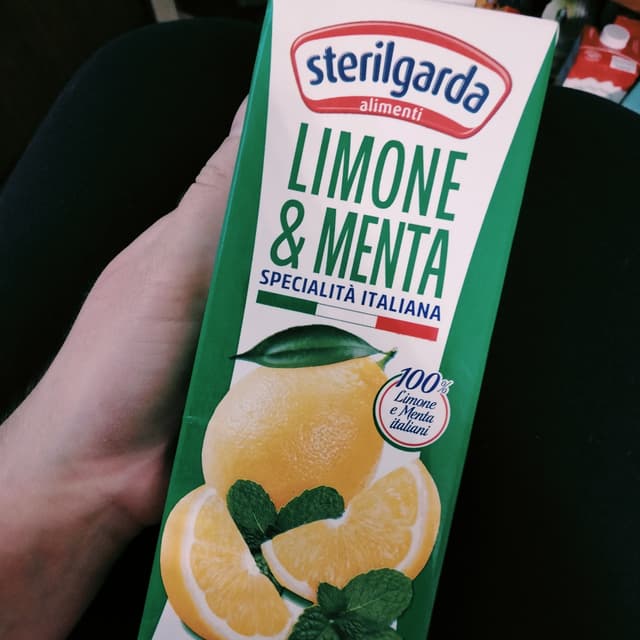 sterilgarda
alimenti
LIMONE
& MENTA
SPECIALITÀ ITALIANA
100%
Limone
e Menta
italiani